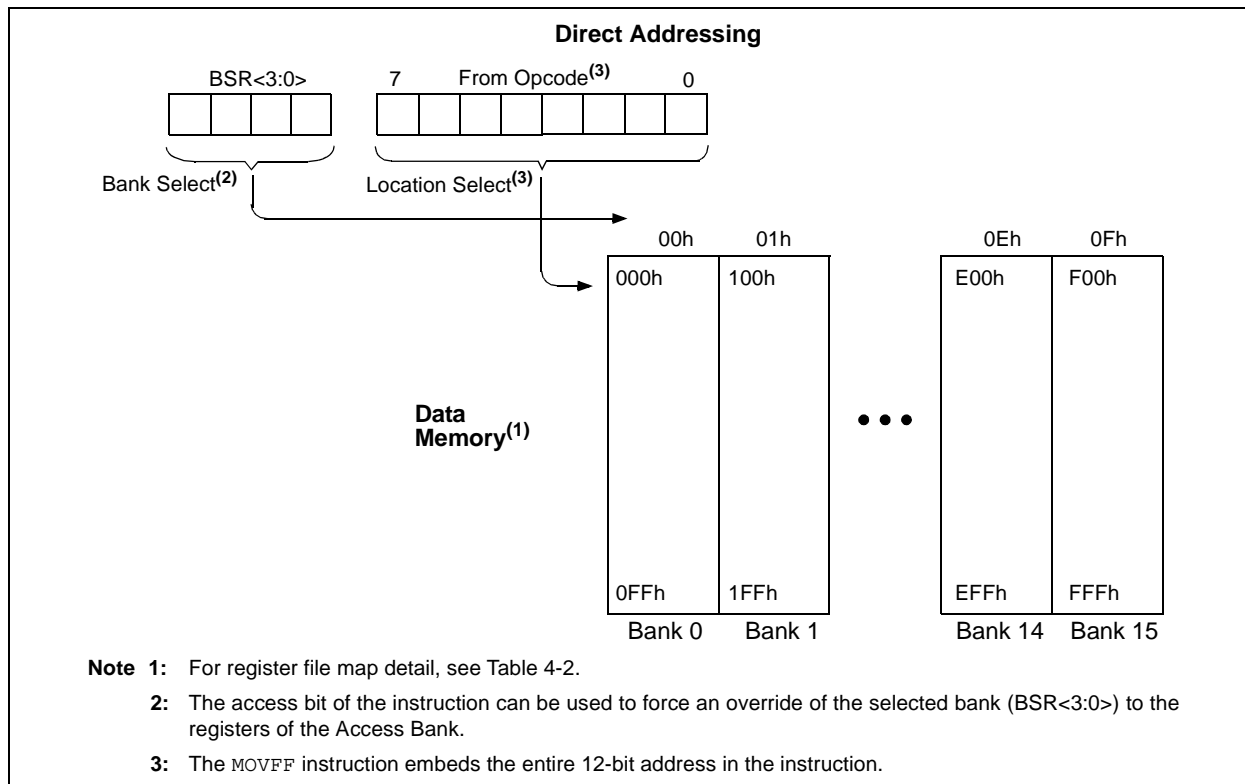 Direct Addressing
BSR<3:0>
7 From Opcode(3) 0
Bank Select(2)
Location Select(3)
00h 01h 0Eh 0Fh
000h 100h E00h F00h
Data
Memory(1)
0FFh 1FFh EFFh FFFh
Bank 0 Bank 1 Bank 14 Bank 15
Note 1: For register file map detail, see Table 4-2.
2: The access bit of the instruction can be used to force an override of the selected bank (BSR<3:0>) to the
registers of the Access Bank.
3: The MOVFF instruction embeds the entire 12-bit address in the instruction.